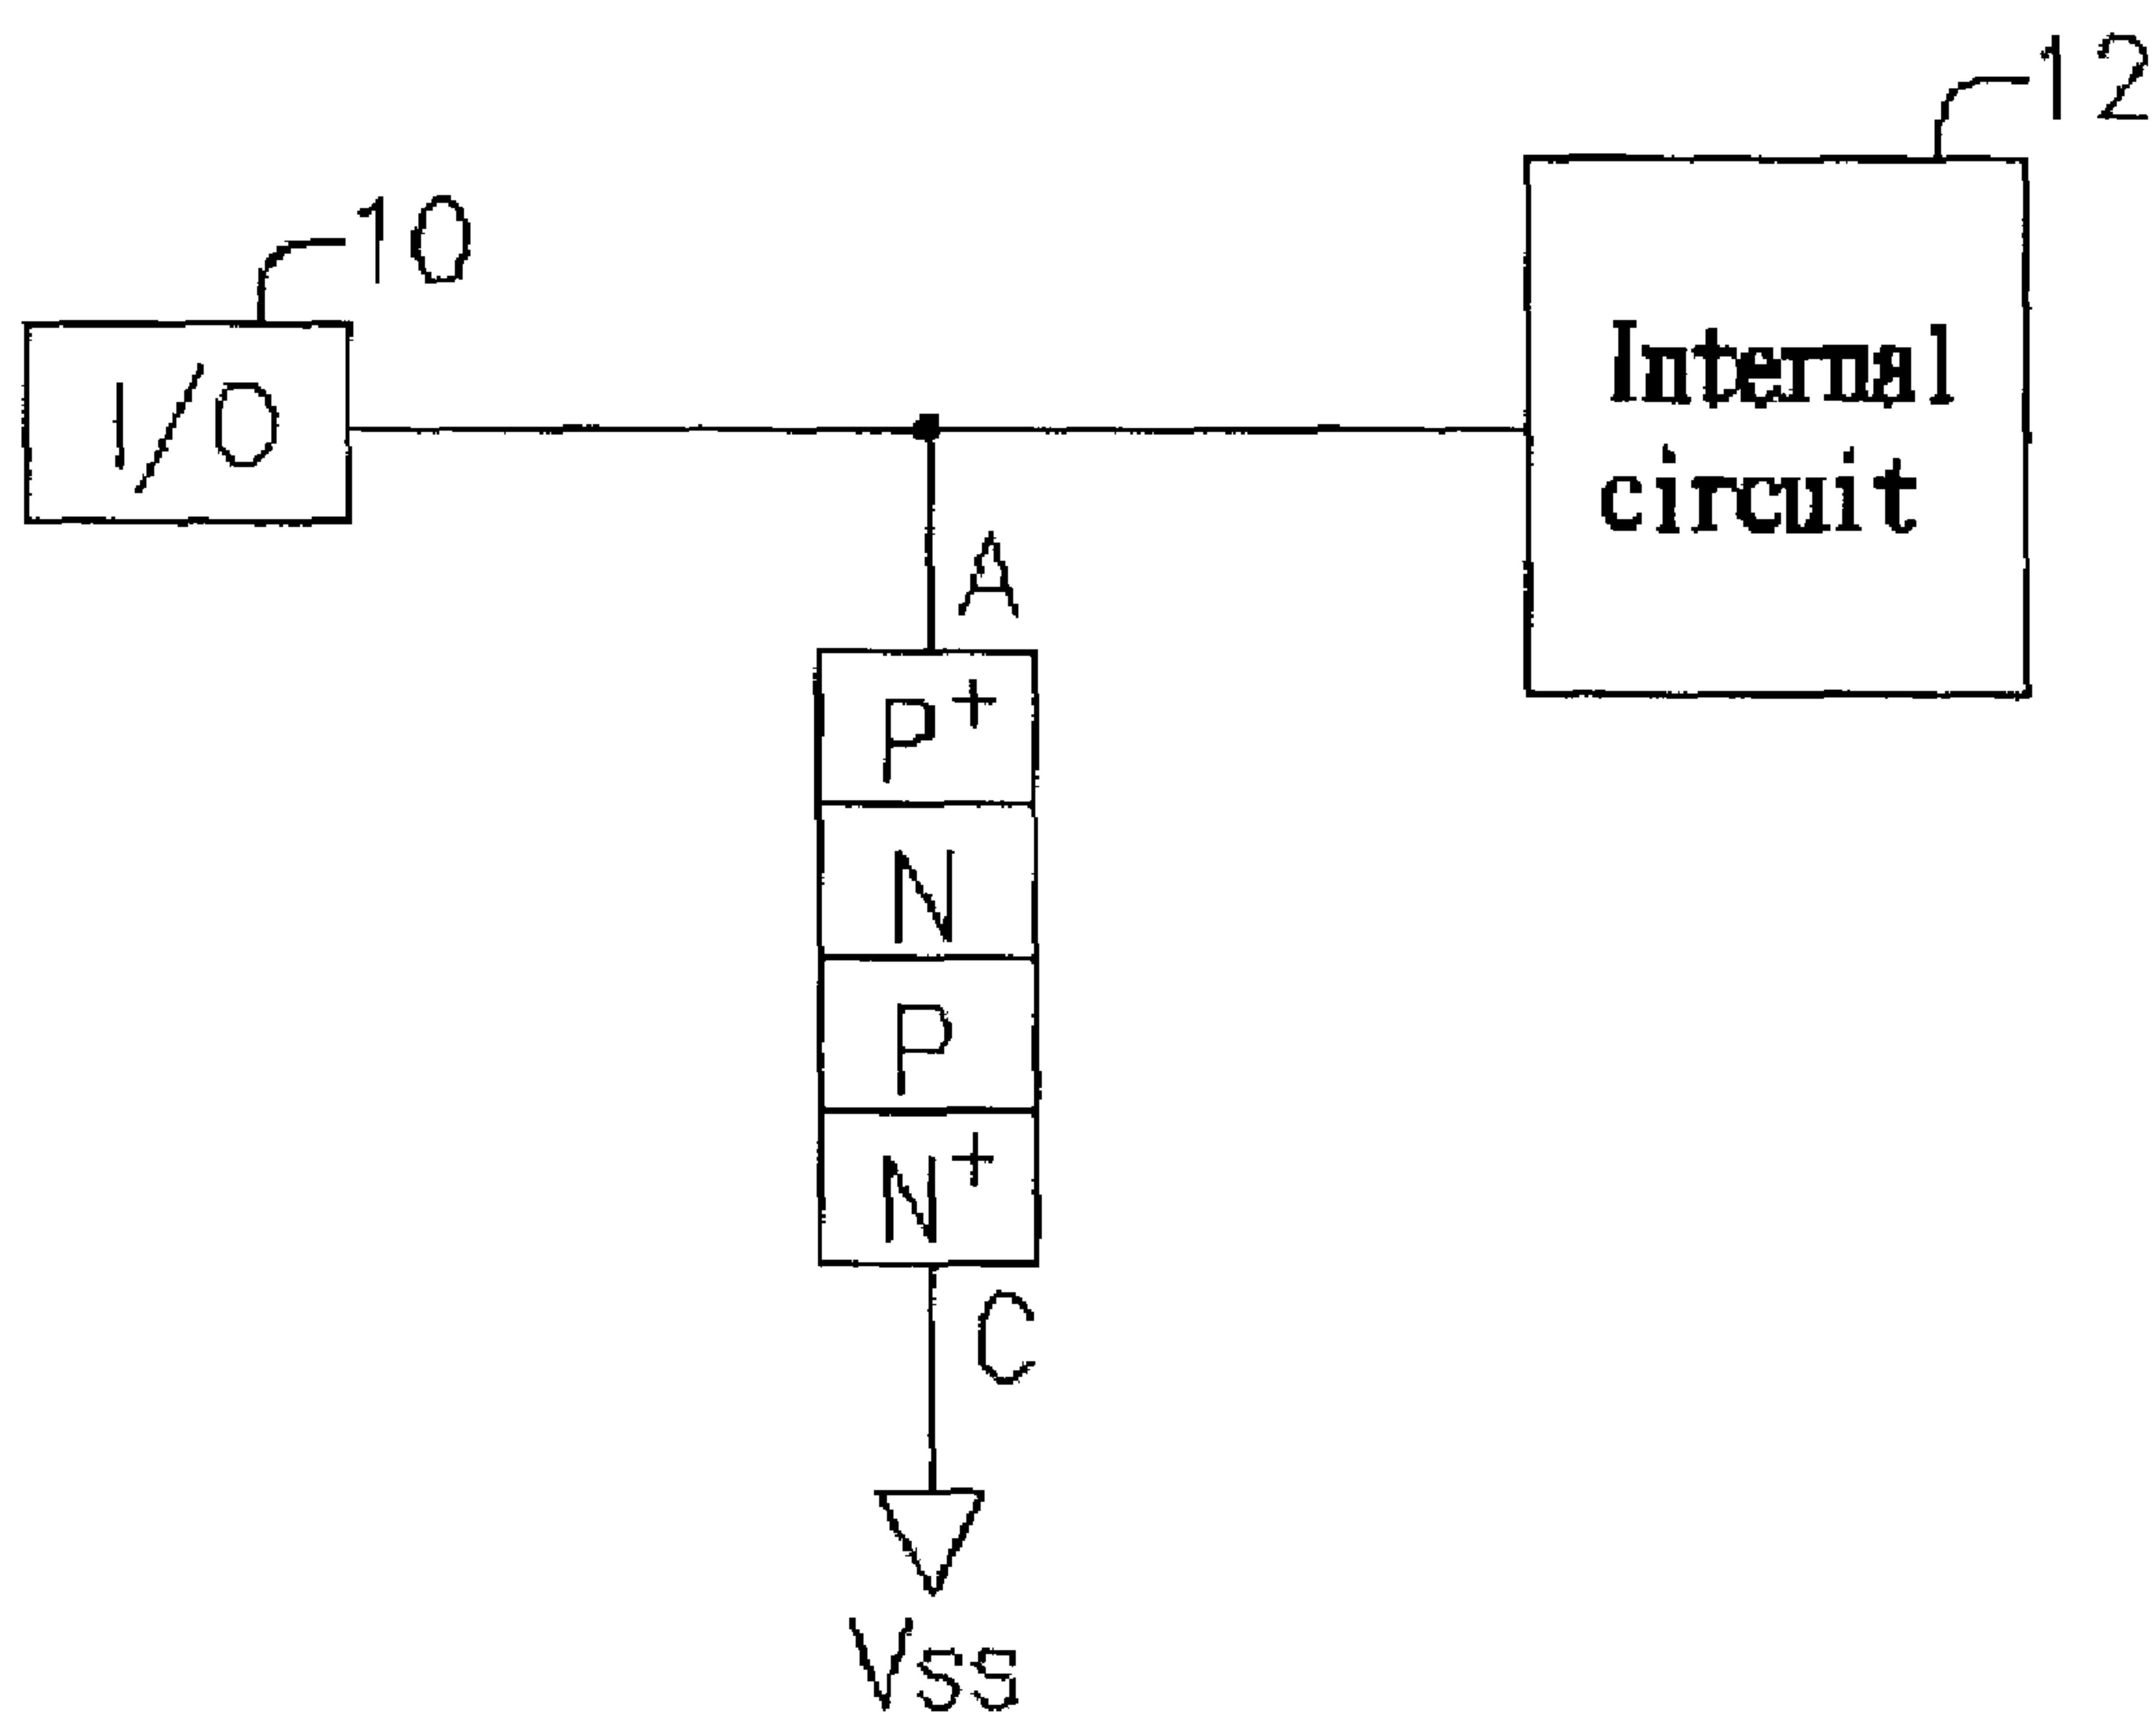 12
10
I/O
Internal
circuit
A
P+
N
P
N+
C
Vss